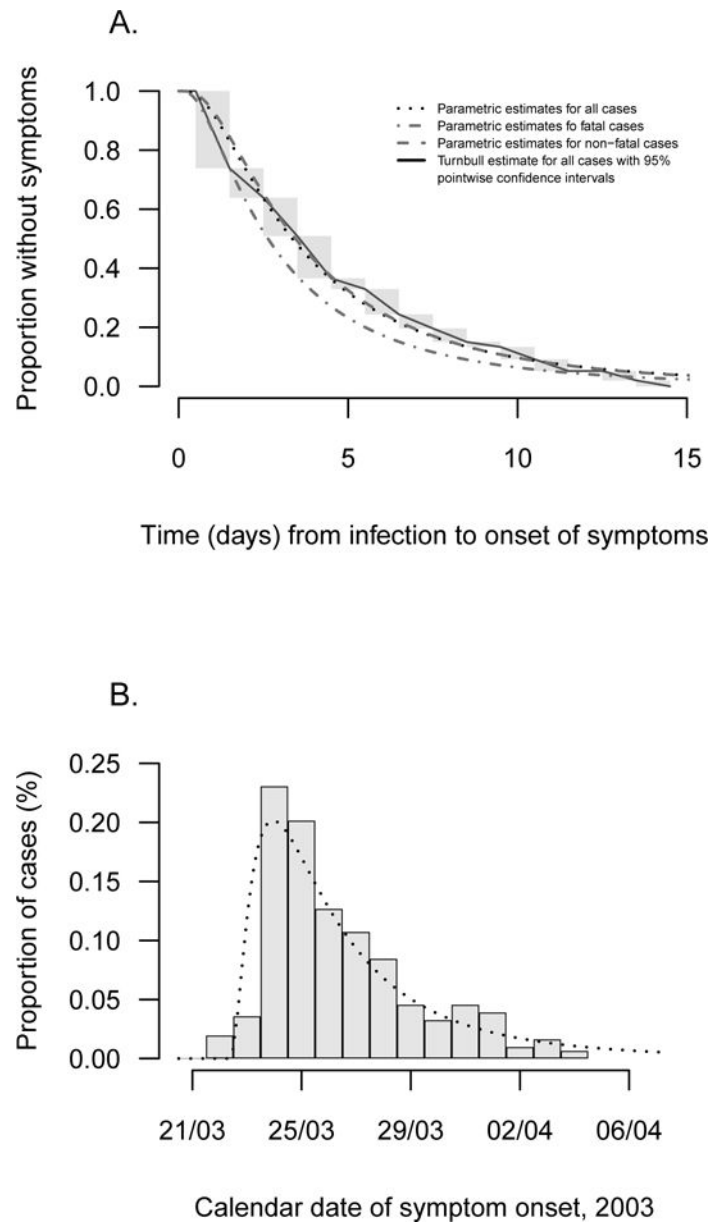 A.
Proportion without symptoms
1.0
0.8
0.6
0.4
0.2
0.0
Parametric estimates for all cases
Parametric estimates fo fatal cases
Parametric estimates for non−fatal cases
Turnbull estimate for all cases with 95%
pointwise confidence intervals
0 5 10 15
Time (days) from infection to onset of symptoms
B.
Proportion of cases (%)
0.25
0.20
0.15
0.10
0.05
0.00
21/03 25/03 29/03 02/04 06/04
Calendar date of symptom onset, 2003